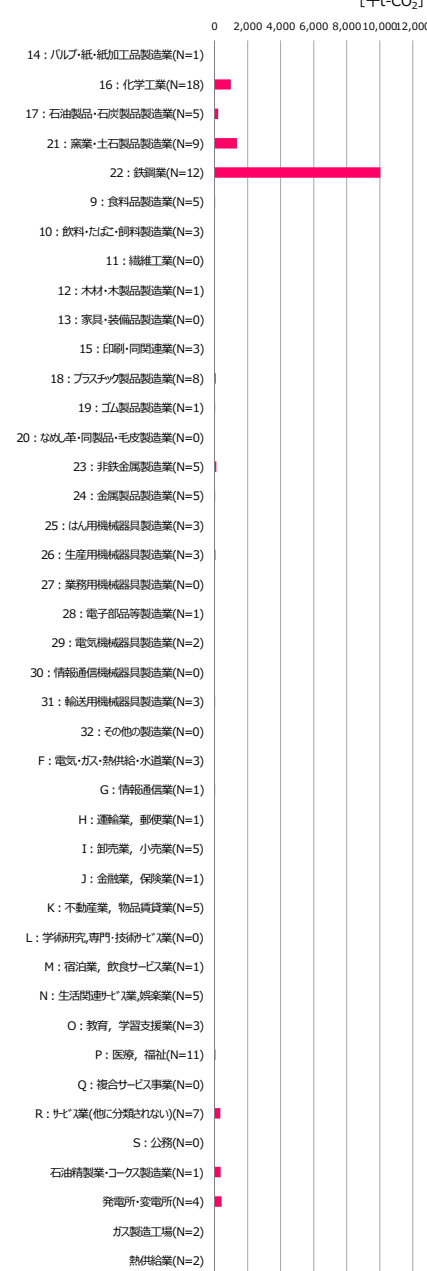 [千t-CO₂]
0 2,000 4,000 6,000 8,000 10,000 12,000
14：パルプ・紙・紙加工品製造業(N=1)
16：化学工業(N=18)
17：石油製品・石炭製品製造業(N=5)
21：窯業・土石製品製造業(N=9)
22：鉄鋼業(N=12)
9：食料品製造業(N=5)
10：飲料・たばこ・飼料製造業(N=3)
11：繊維工業(N=0)
12：木材・木製品製造業(N=1)
13：家具・装備品製造業(N=0)
15：印刷・同関連業(N=3)
18：プラスチック製品製造業(N=8)
19：ゴム製品製造業(N=1)
20：なめし革・同製品・毛皮製造業(N=0)
23：非鉄金属製造業(N=5)
24：金属製品製造業(N=5)
25：はん用機械器具製造業(N=3)
26：生産用機械器具製造業(N=3)
27：業務用機械器具製造業(N=0)
28：電子部品等製造業(N=1)
29：電気機械器具製造業(N=2)
30：情報通信機械器具製造業(N=0)
31：輸送用機械器具製造業(N=3)
32：その他の製造業(N=0)
F：電気・ガス・熱供給・水道業(N=3)
G：情報通信業(N=1)
H：運輸業，郵便業(N=1)
I：卸売業，小売業(N=5)
J：金融業，保険業(N=1)
K：不動産業，物品賃貸業(N=5)
L：学術研究,専門・技術ｻｰﾋﾞｽ業(N=0)
M：宿泊業，飲食サービス業(N=1)
N：生活関連ｻｰﾋﾞｽ業,娯楽業(N=5)
O：教育，学習支援業(N=3)
P：医療，福祉(N=11)
Q：複合サービス事業(N=0)
R：ｻｰﾋﾞｽ業(他に分類されない)(N=7)
S：公務(N=0)
石油精製業・コークス製造業(N=1)
発電所・変電所(N=4)
ガス製造工場(N=2)
熱供給業(N=2)